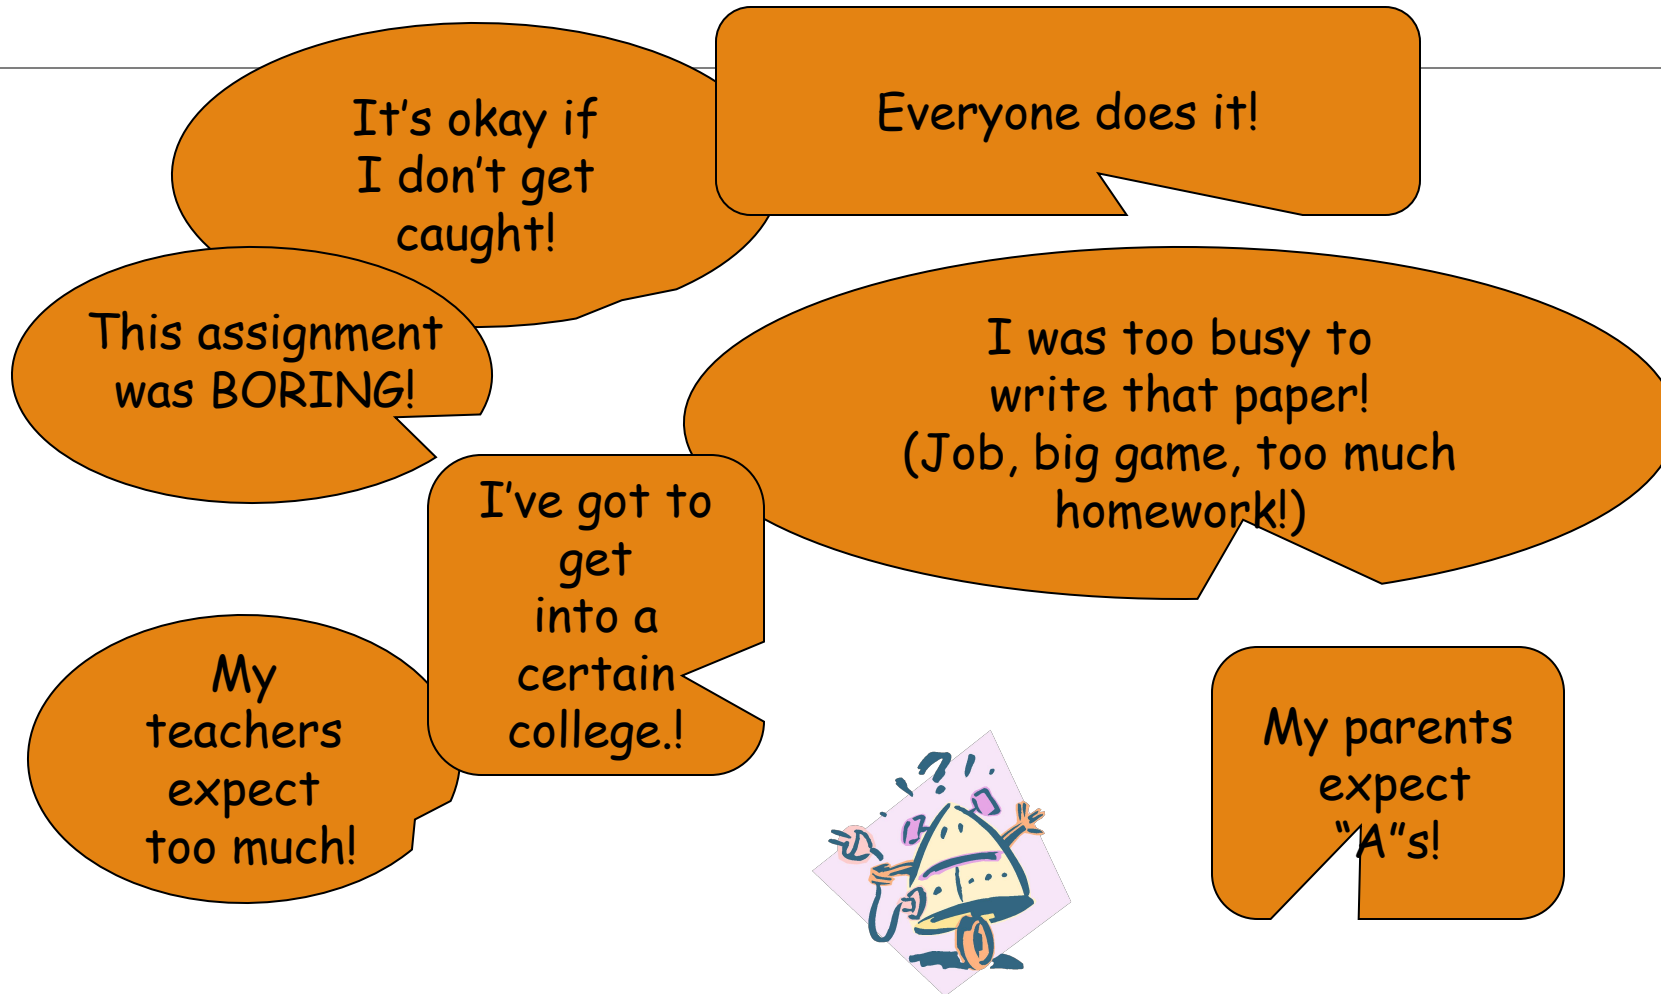 It’s okay if
I don’t get
caught!
Everyone does it!
This assignment
was BORING!
I was too busy to
write that paper!
(Job, big game, too much
homework!)
I’ve got to
get
into a
certain
college.!
My
teachers
expect
too much!
My parents
expect
“A”s!